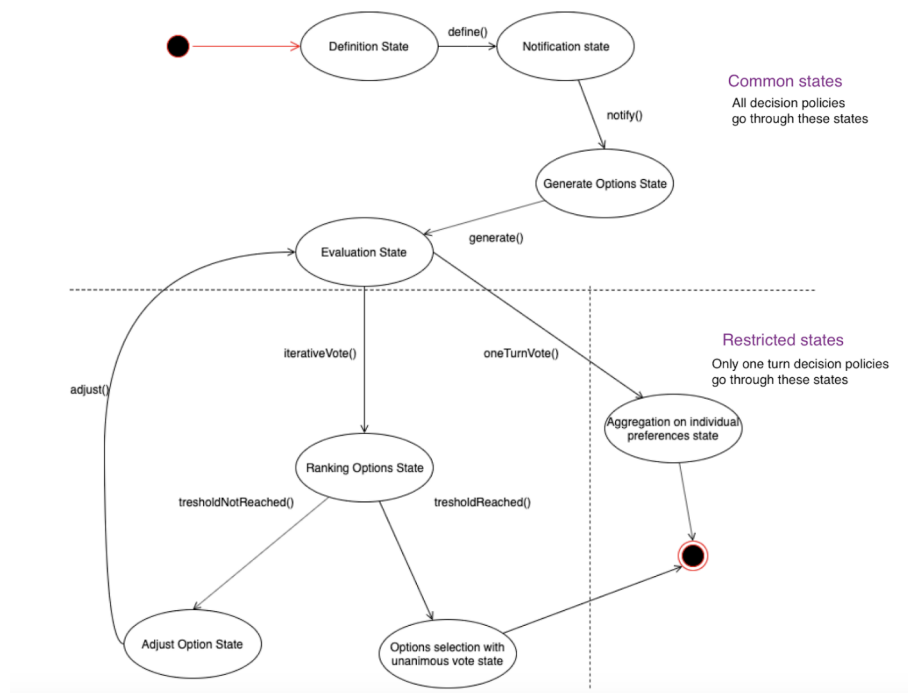 define()
Definition State
Notification state
Common states
All decision policies
go through these states
notify()
Generate Options State
generate()
Evaluation State
Restricted states
Only one turn decision policies
go through these states
iterativeVote()
oneTurnVote()
adjust()
Aggregation on individual
preferences state
Ranking Options State
tresholdNotReached()
tresholdReached()
Adjust Option State
Options selection with
unanimous vote state